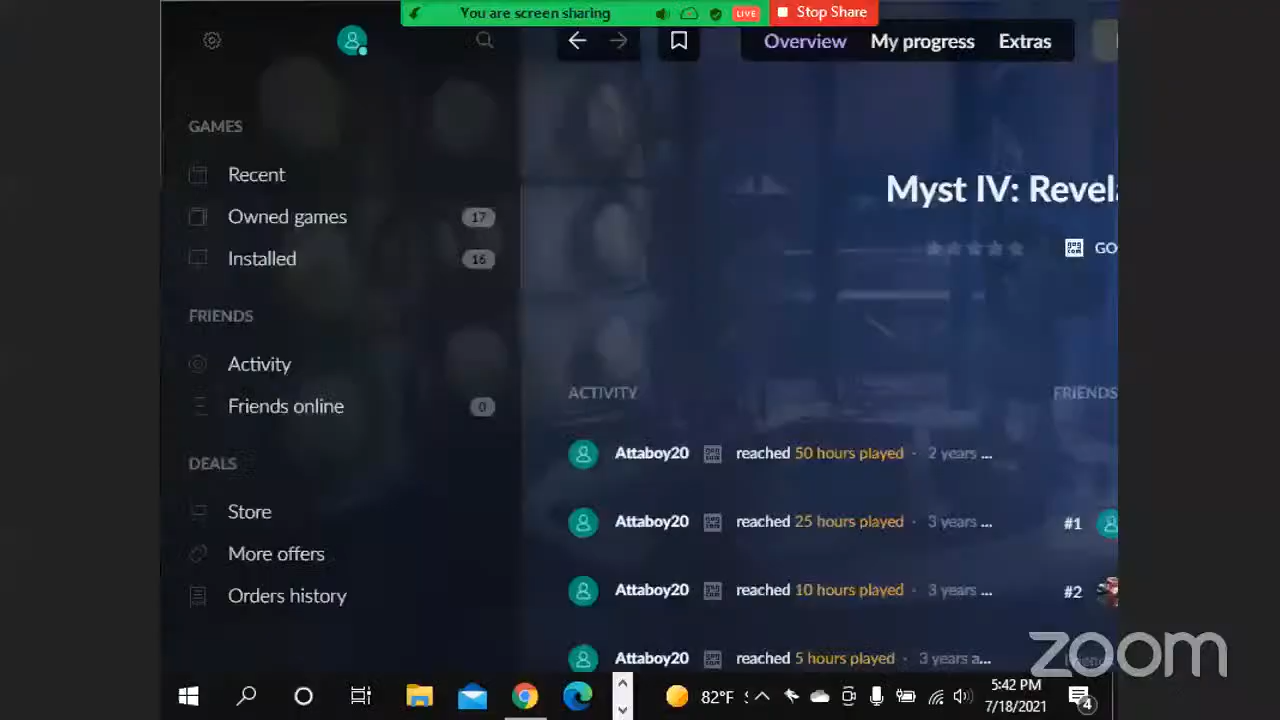 You are screen sharing
LIVE
Stop Share
Overview My progress Extras
GAMES
Recent
Owned games 17
Installed 16
FRIENDS
Activity
Friends online 0
DEALS
Store
More offers
Orders history
Myst IV: Revela
GO
ACTIVITY
FRIENDS
Attaboy20 reached 50 hours played · 2 years ...
Attaboy20 reached 25 hours played · 3 years ...
#1
Attaboy20 reached 10 hours played · 3 years ...
#2
Attaboy20 reached 5 hours played · 3 years a...
zoom
82°F
5:42 PM
7/18/2021
4